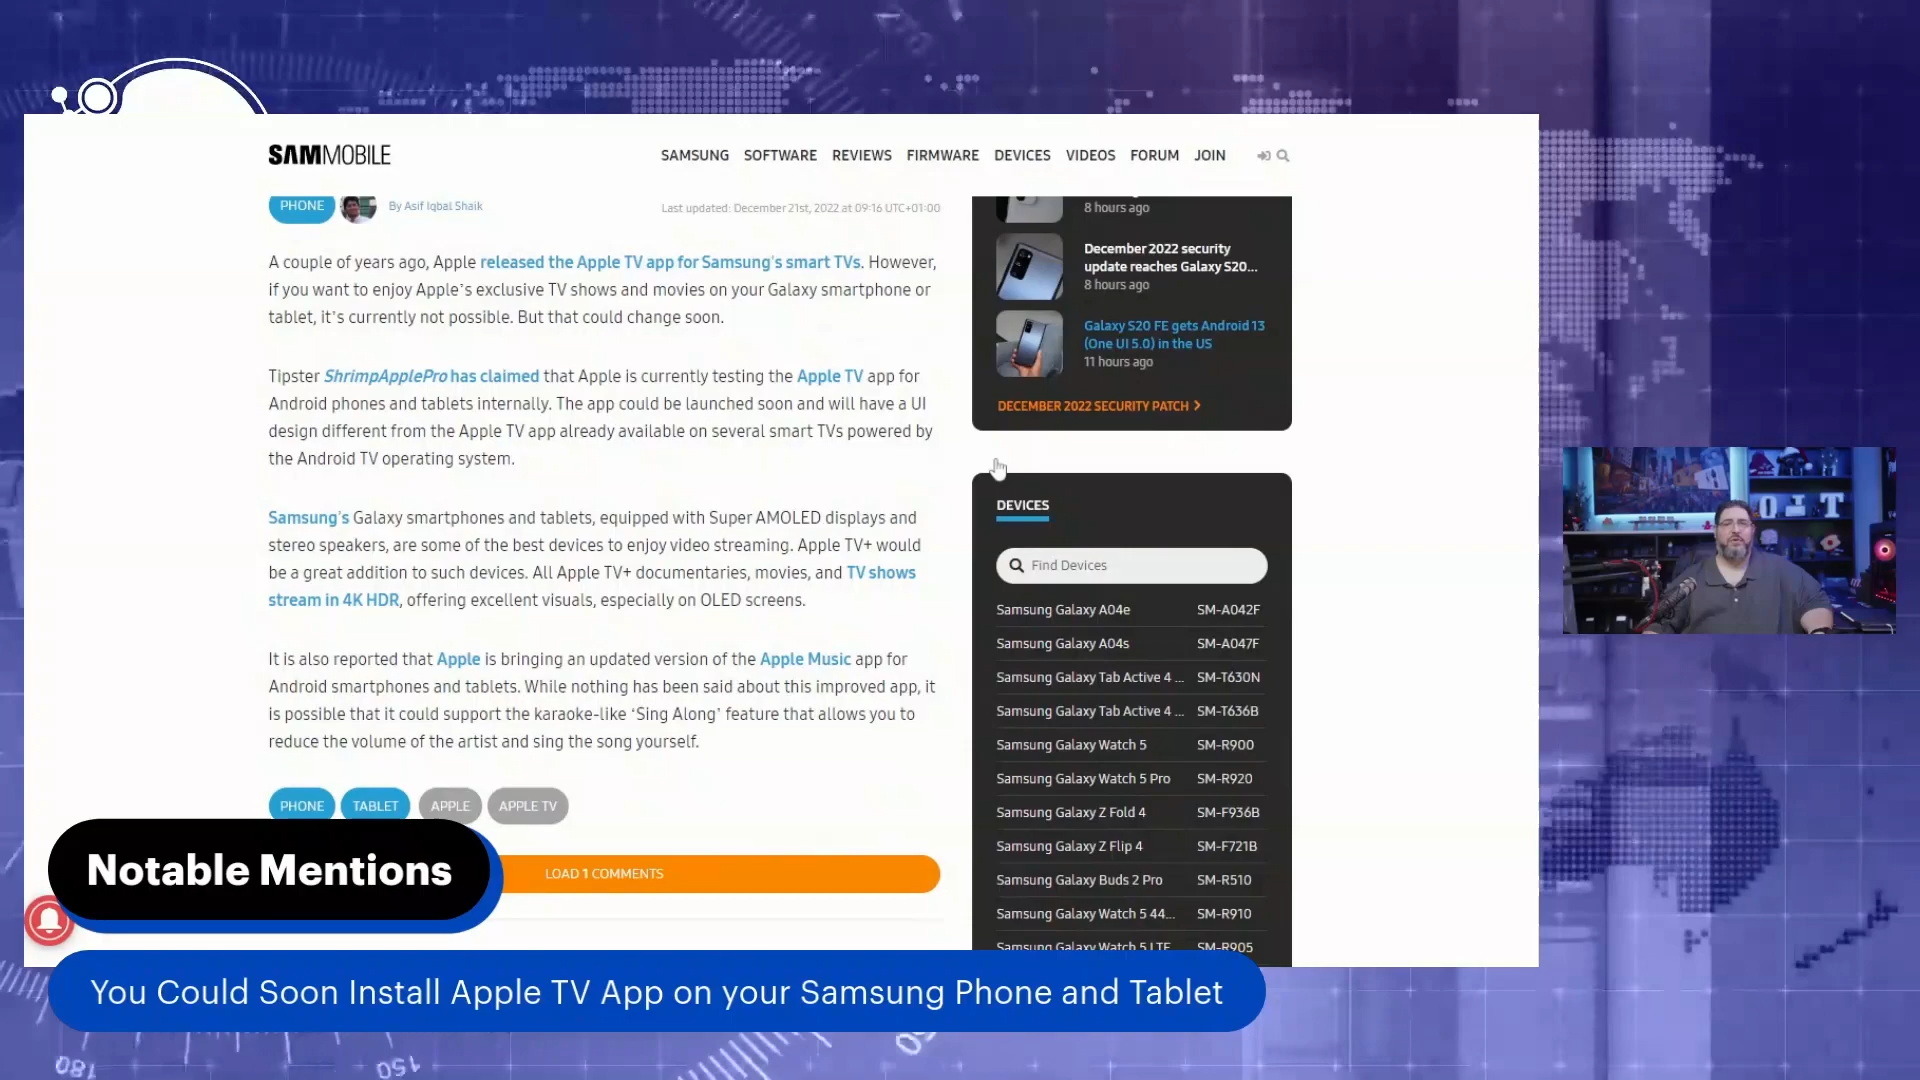 SAMMOBILE
SAMSUNG SOFTWARE REVIEWS FIRMWARE DEVICES VIDEOS FORUM JOIN
PHONE
By Asif Iqbal Shaik
Last updated: December 21st, 2022 at 09:16 UTC+01:00
A couple of years ago, Apple released the Apple TV app for Samsung's smart TVs. However,
if you want to enjoy Apple's exclusive TV shows and movies on your Galaxy smartphone or
tablet, it's currently not possible. But that could change soon.
Tipster ShrimpApplePro has claimed that Apple is currently testing the Apple TV app for
Android phones and tablets internally. The app could be launched soon and will have a UI
design different from the Apple TV app already available on several smart TVs powered by
the Android TV operating system.
Samsung's Galaxy smartphones and tablets, equipped with Super AMOLED displays and
stereo speakers, are some of the best devices to enjoy video streaming. Apple TV+ would
be a great addition to such devices. All Apple TV+ documentaries, movies, and TV shows
stream in 4K HDR, offering excellent visuals, especially on OLED screens.
It is also reported that Apple is bringing an updated version of the Apple Music app for
Android smartphones and tablets. While nothing has been said about this improved app, it
is possible that it could support the karaoke-like ‘Sing Along’ feature that allows you to
reduce the volume of the artist and sing the song yourself.
PHONE TABLET APPLE APPLE TV
LOAD 1 COMMENTS
8 hours ago
December 2022 security
update reaches Galaxy S20...
8 hours ago
Galaxy S20 FE gets Android 13
(One UI 5.0) in the US
11 hours ago
DECEMBER 2022 SECURITY PATCH >
DEVICES
Find Devices
Samsung Galaxy A04e SM-A042F
Samsung Galaxy A04s SM-A047F
Samsung Galaxy Tab Active 4 ... SM-T630N
Samsung Galaxy Tab Active 4 ... SM-T636B
Samsung Galaxy Watch 5 SM-R900
Samsung Galaxy Watch 5 Pro SM-R920
Samsung Galaxy Z Fold 4 SM-F936B
Samsung Galaxy Z Flip 4 SM-F721B
Samsung Galaxy Buds 2 Pro SM-R510
Samsung Galaxy Watch 5 44... SM-R910
Samsung Galaxy Watch 5 LTE SM-R905
OITT
Notable Mentions
You Could Soon Install Apple TV App on your Samsung Phone and Tablet
180
150